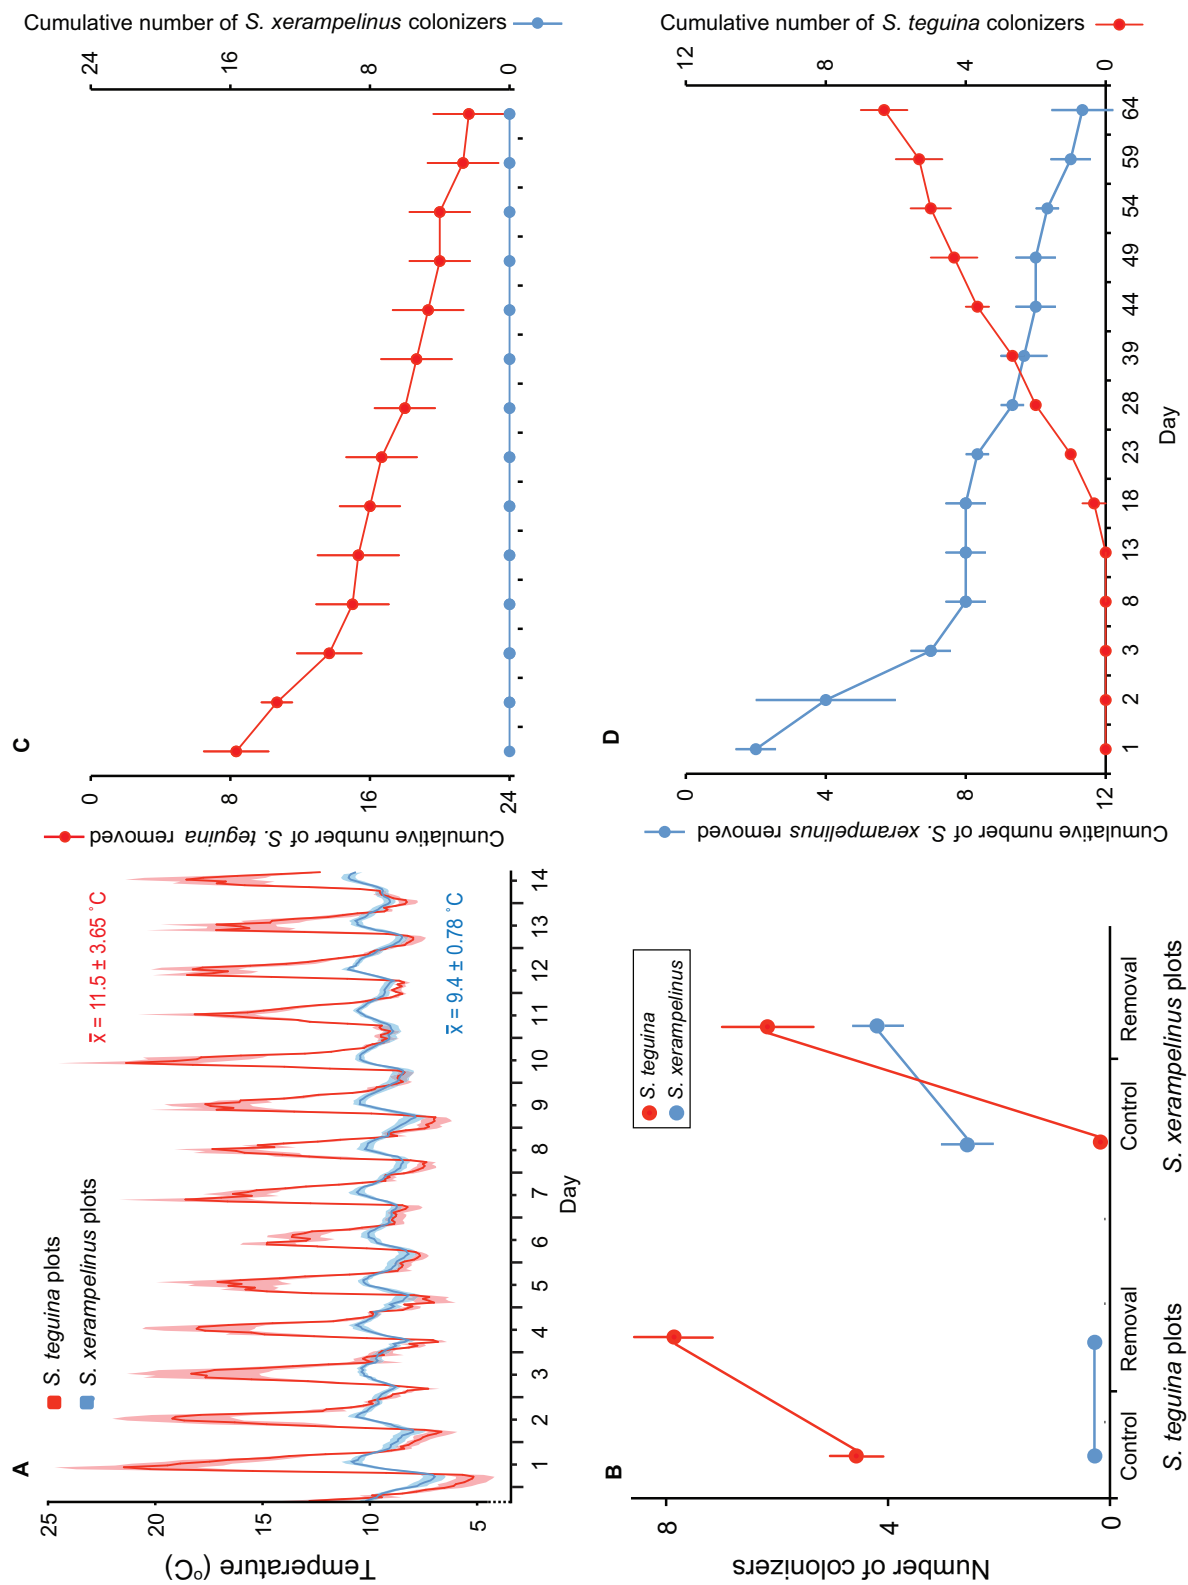 A
S. teguina plots
S. xerampelinus plots
x̄ = 11.5 ± 3.65 ˚C
x̄ = 9.4 ± 0.78 ˚C
Temperature (ºC)
25
20
15
10
5
1 2 3 4 5 6 7 8 9 10 11 12 13 14
Day
B
S. teguina
S. xerampelinus
Number of colonizers
8
4
0
Control Removal Control Removal
S. teguina plots S. xerampelinus plots
C
Cumulative number of S. teguina removed
0
8
16
24
Cumulative number of S. xerampelinus colonizers
24
16
8
0
D
Cumulative number of S. xerampelinus removed
0
4
8
12
Cumulative number of S. teguina colonizers
12
8
4
0
1 2 3 8 13 18 23 28 39 44 49 54 59 64
Day